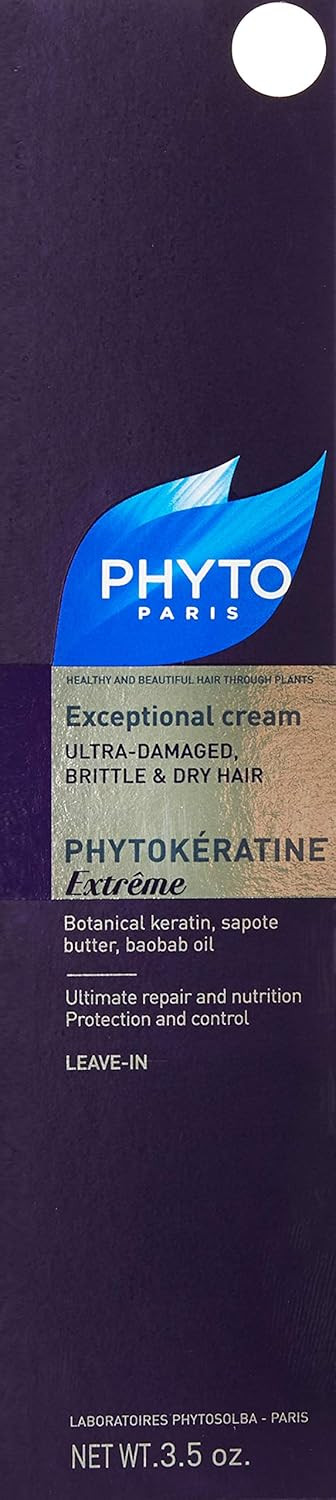 PHYTO
PARIS
HEALTHY AND BEAUTIFUL HAIR THROUGH PLANTS
Exceptional cream
ULTRA-DAMAGED,
BRITTLE & DRY HAIR
PHYTOKÉRATINE
Extrême
Botanical keratin, sapote
butter, baobab oil
Ultimate repair and nutrition
Protection and control
LEAVE-IN
LABORATOIRES PHYTOSOLBA - PARIS
NET WT.3.5 oz.